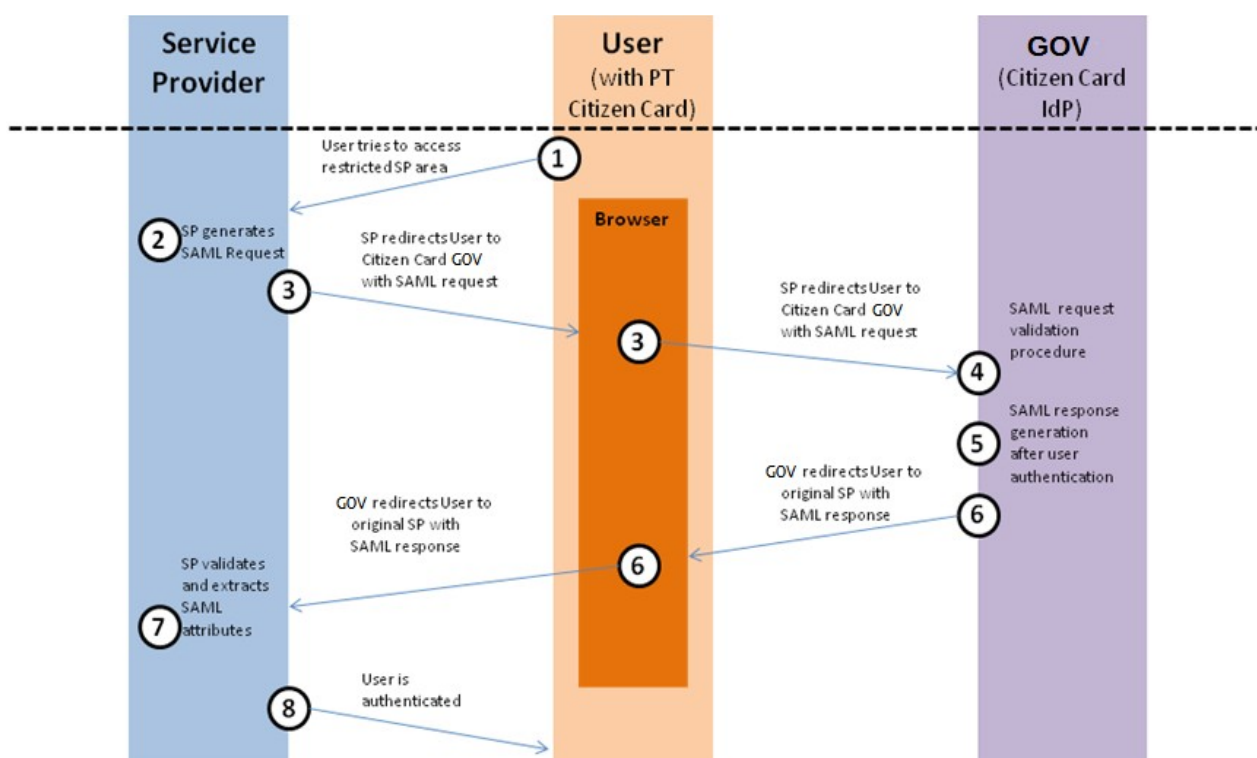 Service
Provider
User
(with PT
Citizen Card)
GOV
(Citizen Card
IdP)
User tries to access
restricted SP area
1
2
SP generates
SAML Request
Browser
SP redirects User to
Citizen Card GOV
with SAML request
3
3
SP redirects User to
Citizen Card GOV
with SAML request
SAML request
validation
procedure
4
5
SAML response
generation
after user
authentication
GOV redirects User to
original SP with
SAML response
6
GOV redirects User to
original SP with
SAML response
6
SP validates
and extracts
SAML
attributes
7
User is
authenticated
8